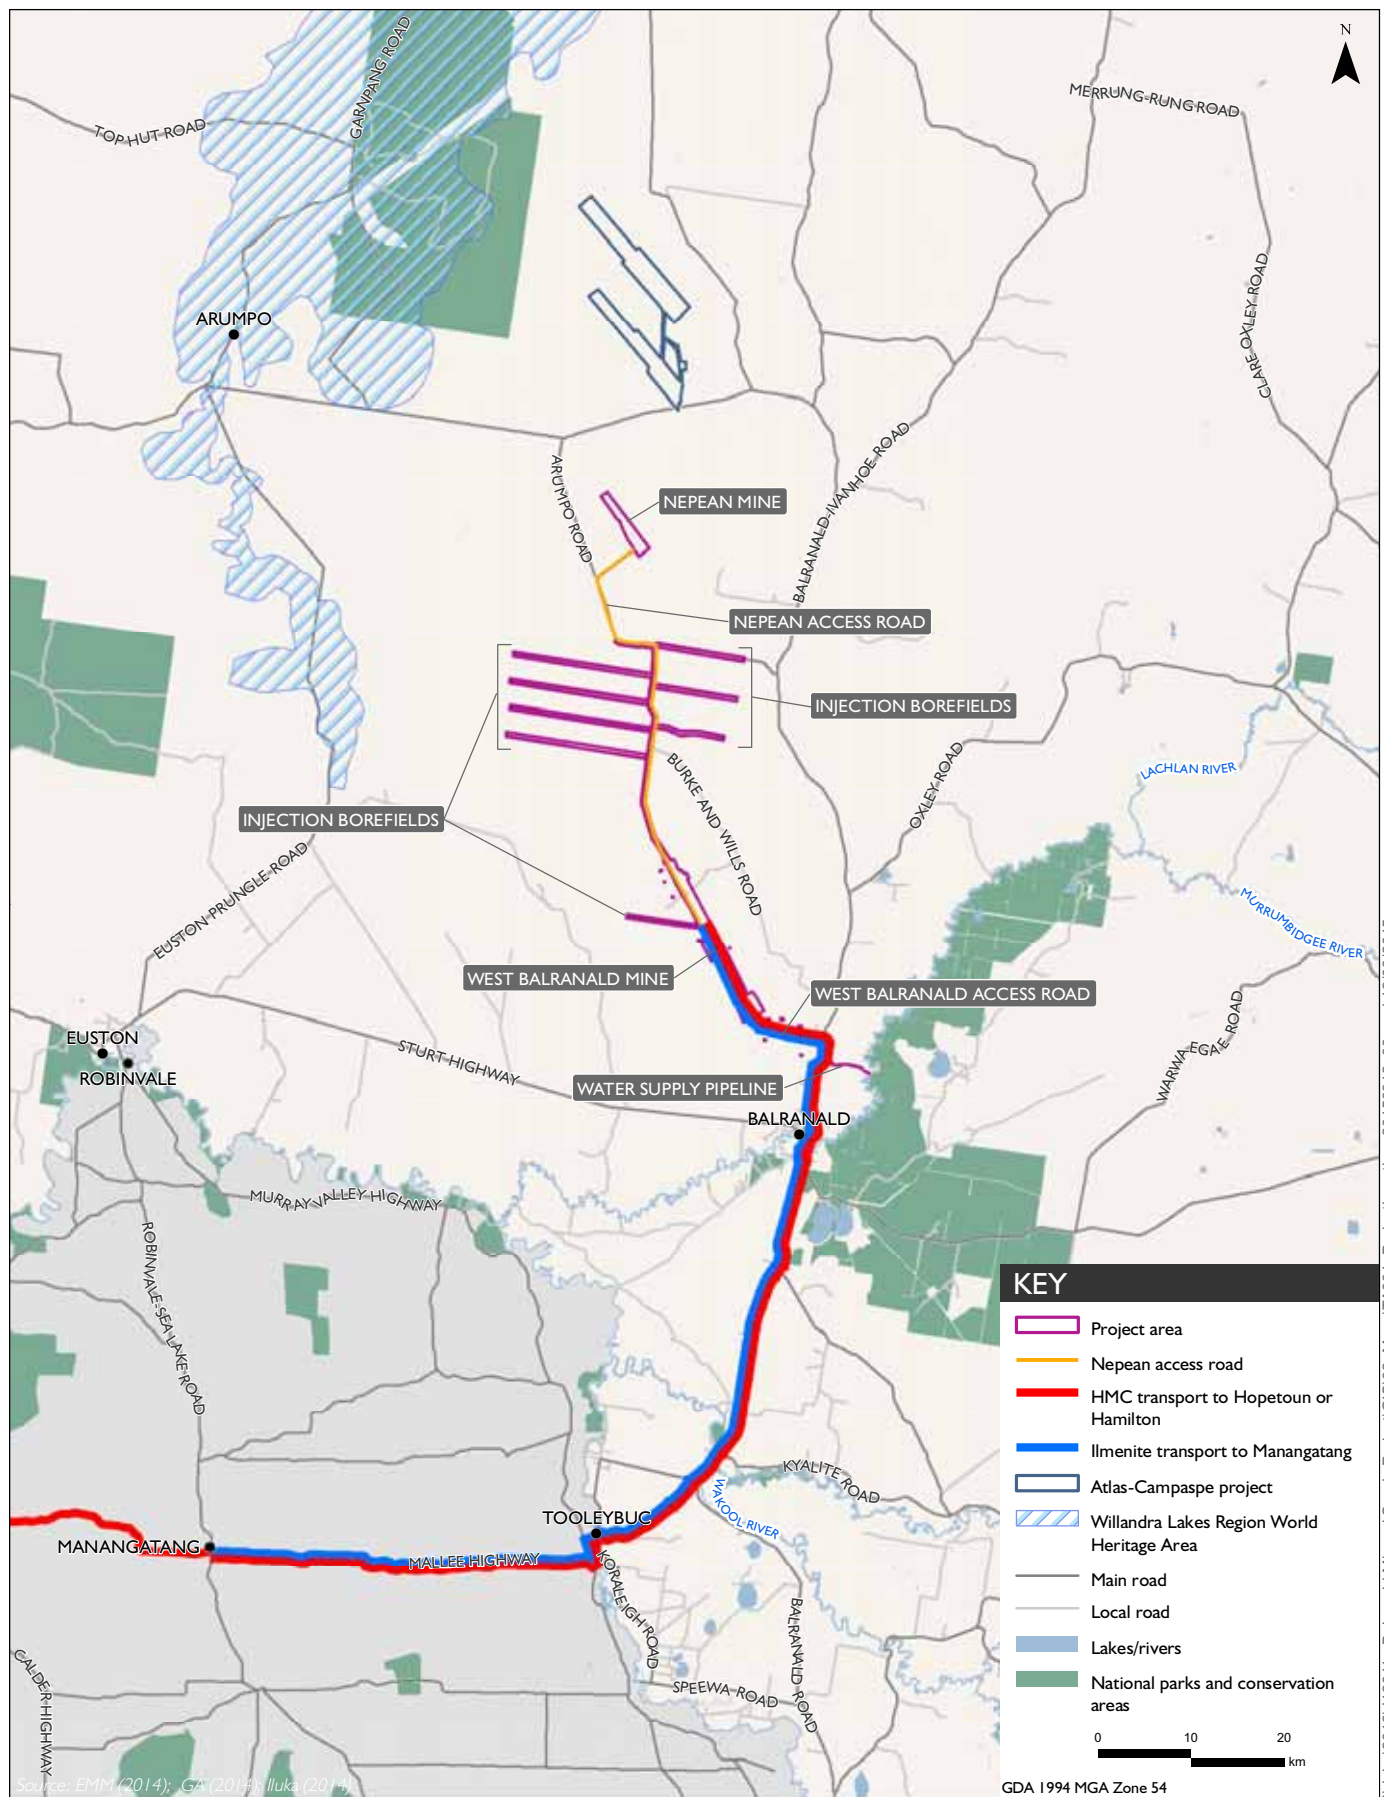 N
GARNPANG ROAD
MERRUNG-RUNG ROAD
TOP HUT ROAD
ARUMPO
CLARE OXLEY ROAD
BALRANALD-IVANHOE ROAD
ARUMPO ROAD
NEPEAN MINE
NEPEAN ACCESS ROAD
INJECTION BOREFIELDS
OXLEY ROAD
LACHLAN RIVER
BURKE AND WILLS ROAD
INJECTION BOREFIELDS
EUSTON PRUNGLE ROAD
MURRUMBIDGEE RIVER
WEST BALRANALD MINE
WEST BALRANALD ACCESS ROAD
EUSTON
ROBINVALE
STURT HIGHWAY
WARWAEGAE ROAD
WATER SUPPLY PIPELINE
BALRANALD
MURRAY VALLEY HIGHWAY
ROBINVALE-SEA LAKE ROAD
KYALITE ROAD
WAKOOL RIVER
TOOLEYBUC
MANANGATANG
MALLEE HIGHWAY
KORALEIGH ROAD
BALRANALD ROAD
SPEEWA ROAD
CALDER HIGHWAY
KEY
Project area
Nepean access road
HMC transport to Hopetoun or
Hamilton
Ilmenite transport to Manangatang
Atlas-Campaspe project
Willandra Lakes Region World
Heritage Area
Main road
Local road
Lakes/rivers
National parks and conservation
areas
0 10 20
km
GDA 1994 MGA Zone 54
Source: EMM (2014); GA (2014); Iluka (2014)